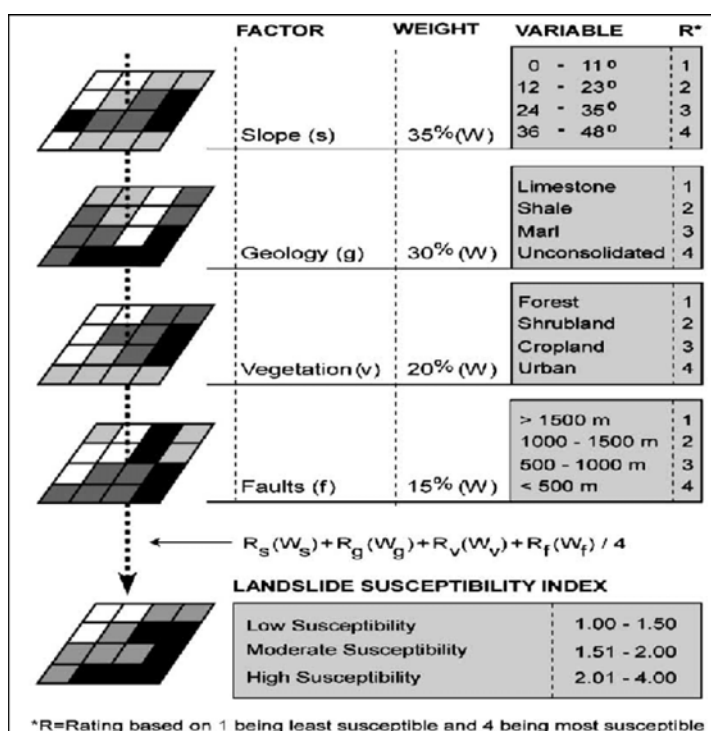 FACTOR WEIGHT VARIABLE R*
0 - 11° 1
12 - 23° 2
24 - 35° 3
Slope (s) 35%(W) 36 - 48° 4
Limestone 1
Shale 2
Marl 3
Geology (g) 30%(W) Unconsolidated 4
Forest 1
Shrubland 2
Cropland 3
Vegetation(v) 20%(W) Urban 4
> 1500 m 1
1000 - 1500 m 2
500 - 1000 m 3
Faults (f) 15%(W) < 500 m 4
Rs(Ws)+Rg(Wg)+Rv(Wv)+Rf(Wf)/4
LANDSLIDE SUSCEPTIBILITY INDEX
Low Susceptibility 1.00 - 1.50
Moderate Susceptibility 1.51 - 2.00
High Susceptibility 2.01 - 4.00
*R=Rating based on 1 being least susceptible and 4 being most susceptible